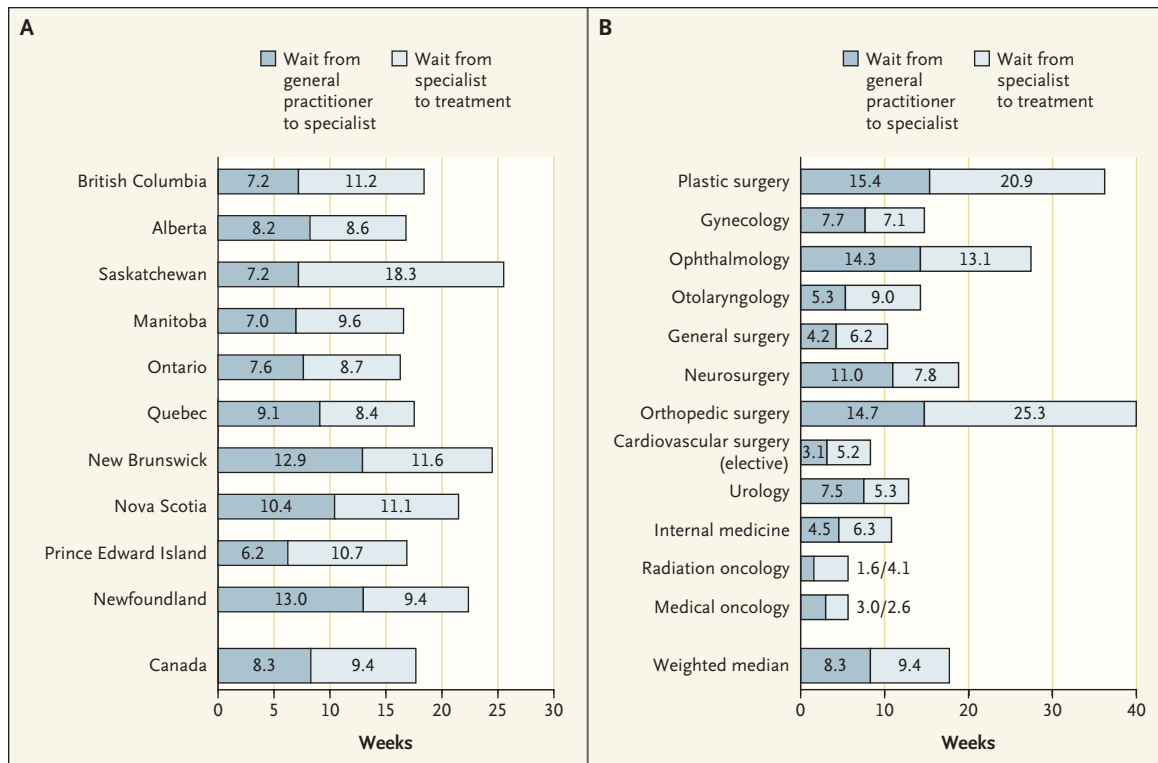 A
Wait from
general
practitioner
to specialist
Wait from
specialist
to treatment
British Columbia 7.2 11.2
Alberta 8.2 8.6
Saskatchewan 7.2 18.3
Manitoba 7.0 9.6
Ontario 7.6 8.7
Quebec 9.1 8.4
New Brunswick 12.9 11.6
Nova Scotia 10.4 11.1
Prince Edward Island 6.2 10.7
Newfoundland 13.0 9.4
Canada 8.3 9.4
0 5 10 15 20 25 30
Weeks
B
Wait from
general
practitioner
to specialist
Wait from
specialist
to treatment
Plastic surgery 15.4 20.9
Gynecology 7.7 7.1
Ophthalmology 14.3 13.1
Otolaryngology 5.3 9.0
General surgery 4.2 6.2
Neurosurgery 11.0 7.8
Orthopedic surgery 14.7 25.3
Cardiovascular surgery
(elective) 3.1 5.2
Urology 7.5 5.3
Internal medicine 4.5 6.3
Radiation oncology 1.6/4.1
Medical oncology 3.0/2.6
Weighted median 8.3 9.4
0 10 20 30 40
Weeks